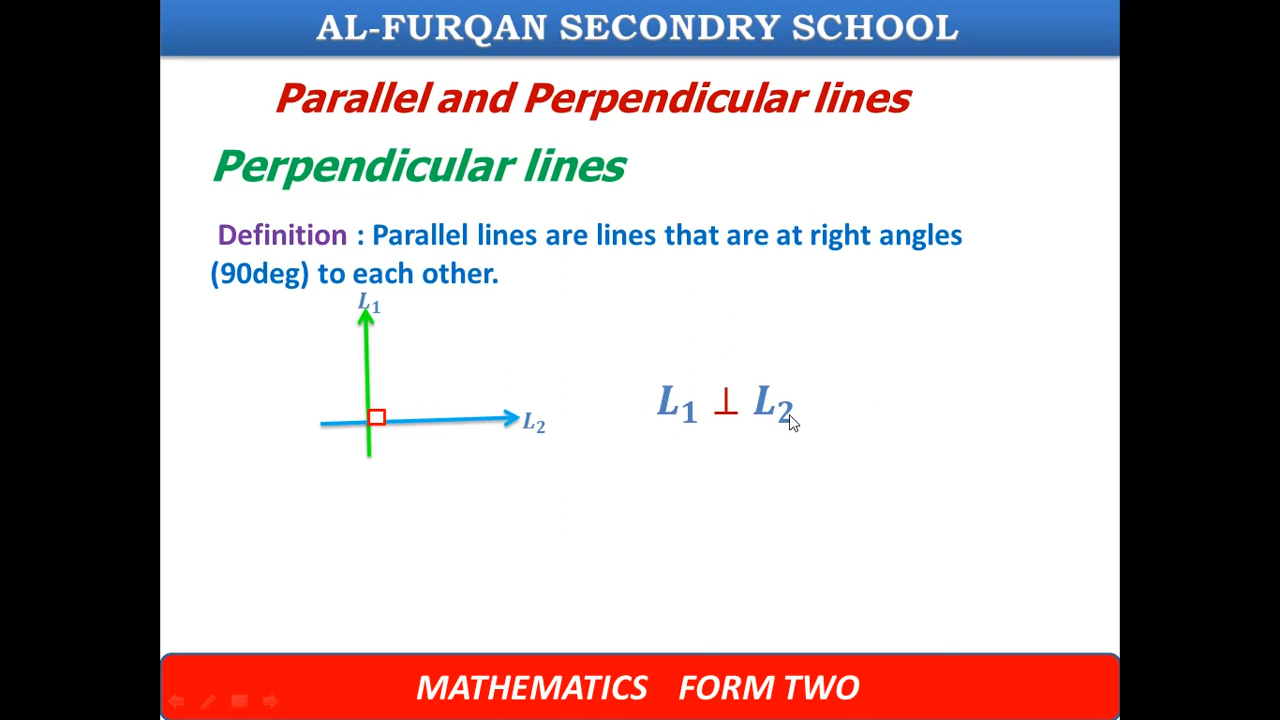 AL-FURQAN SECONDRY SCHOOL
Parallel and Perpendicular lines
Perpendicular lines
Definition : Parallel lines are lines that are at right angles
(90deg) to each other.
L₁
L₁ ⊥ L₂
L₂
MATHEMATICS FORM TWO